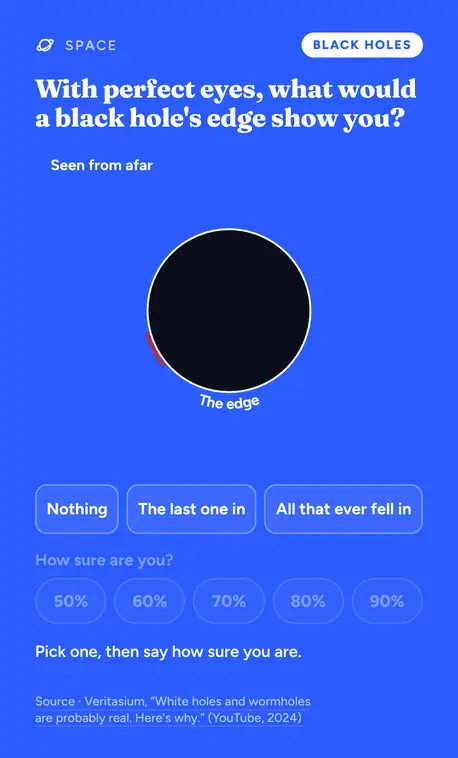 SPACE
BLACK HOLES
With perfect eyes, what would
a black hole's edge show you?
Seen from afar
The edge
Nothing
The last one in
All that ever fell in
How sure are you?
50%
60%
70%
80%
90%
Pick one, then say how sure you are.
Source · Veritasium, “White holes and wormholes
are probably real. Here's why.” (YouTube, 2024)